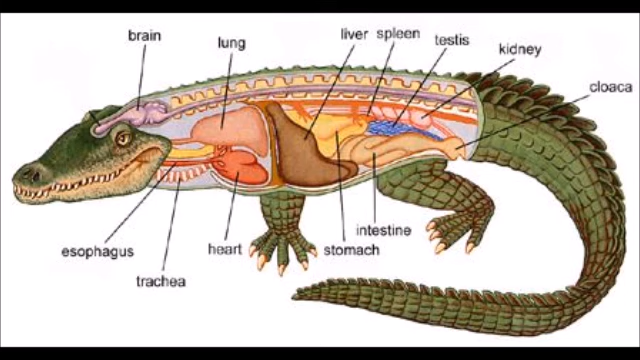 brain
lung
liver
spleen
testis
kidney
cloaca
esophagus
trachea
heart
stomach
intestine